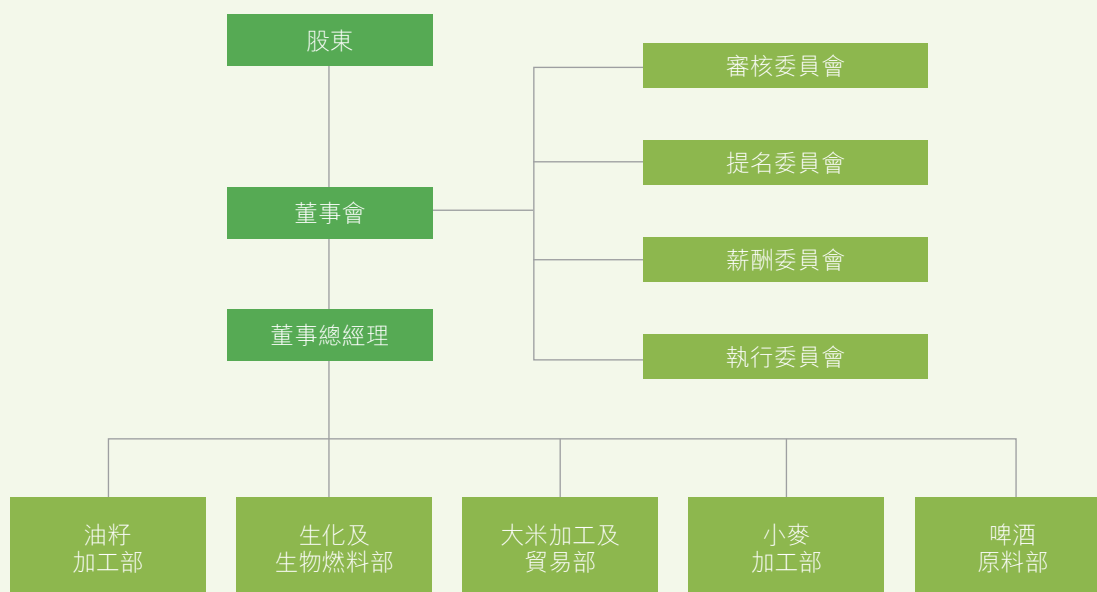 股東
審核委員會
提名委員會
董事會
薪酬委員會
董事總經理
執行委員會
油籽
加工部
生化及
生物燃料部
大米加工及
貿易部
小麥
加工部
啤酒
原料部